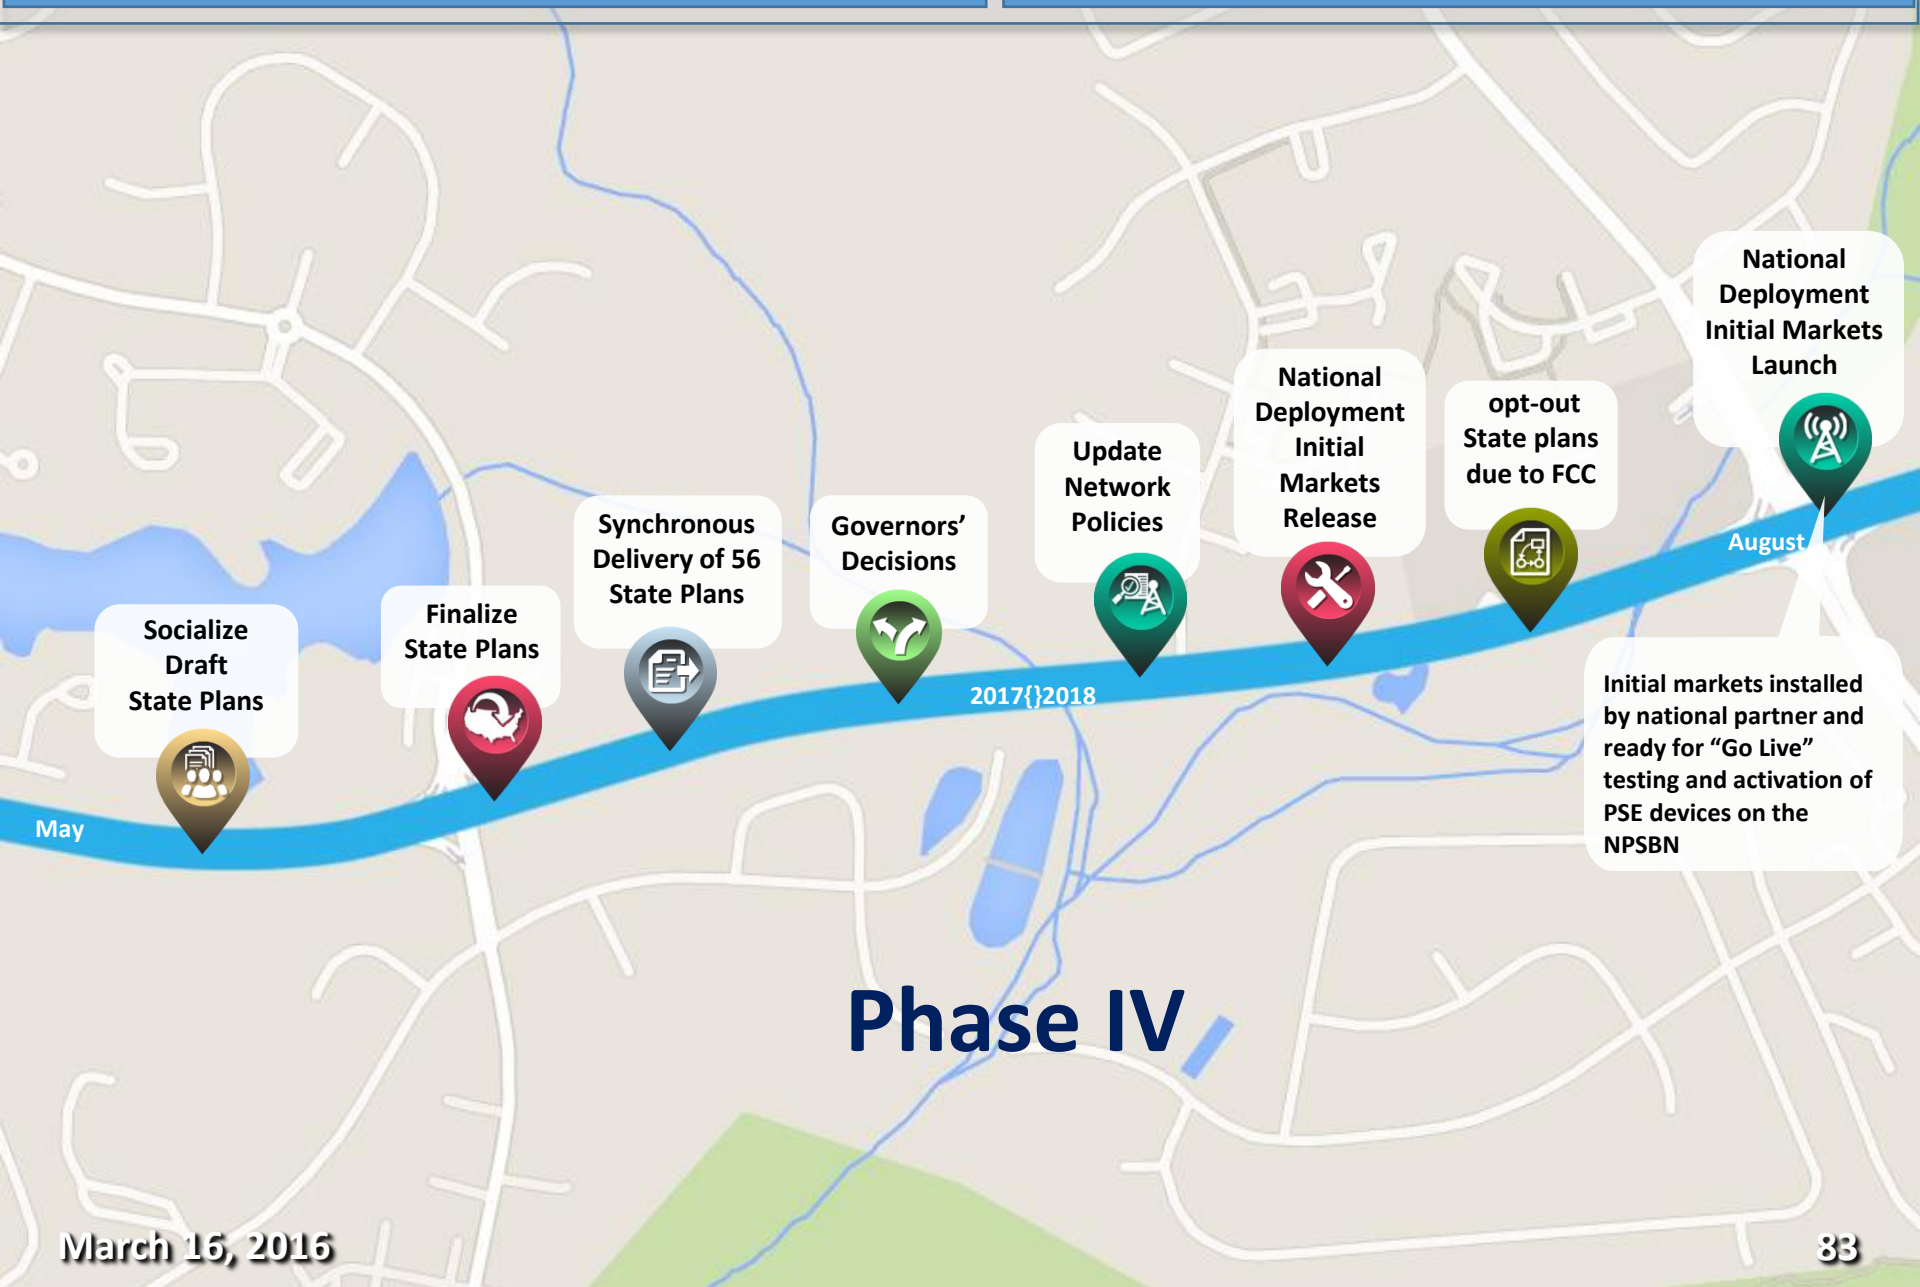 National
Deployment
Initial Markets
Launch
National
Deployment
Initial
Markets
Release
opt-out
State plans
due to FCC
Update
Network
Policies
Synchronous
Delivery of 56
State Plans
Governors’
Decisions
Finalize
State Plans
Socialize
Draft
State Plans
May
2017{}2018
August
Initial markets installed
by national partner and
ready for “Go Live”
testing and activation of
PSE devices on the
NPSBN
Phase IV
March 16, 2016
83